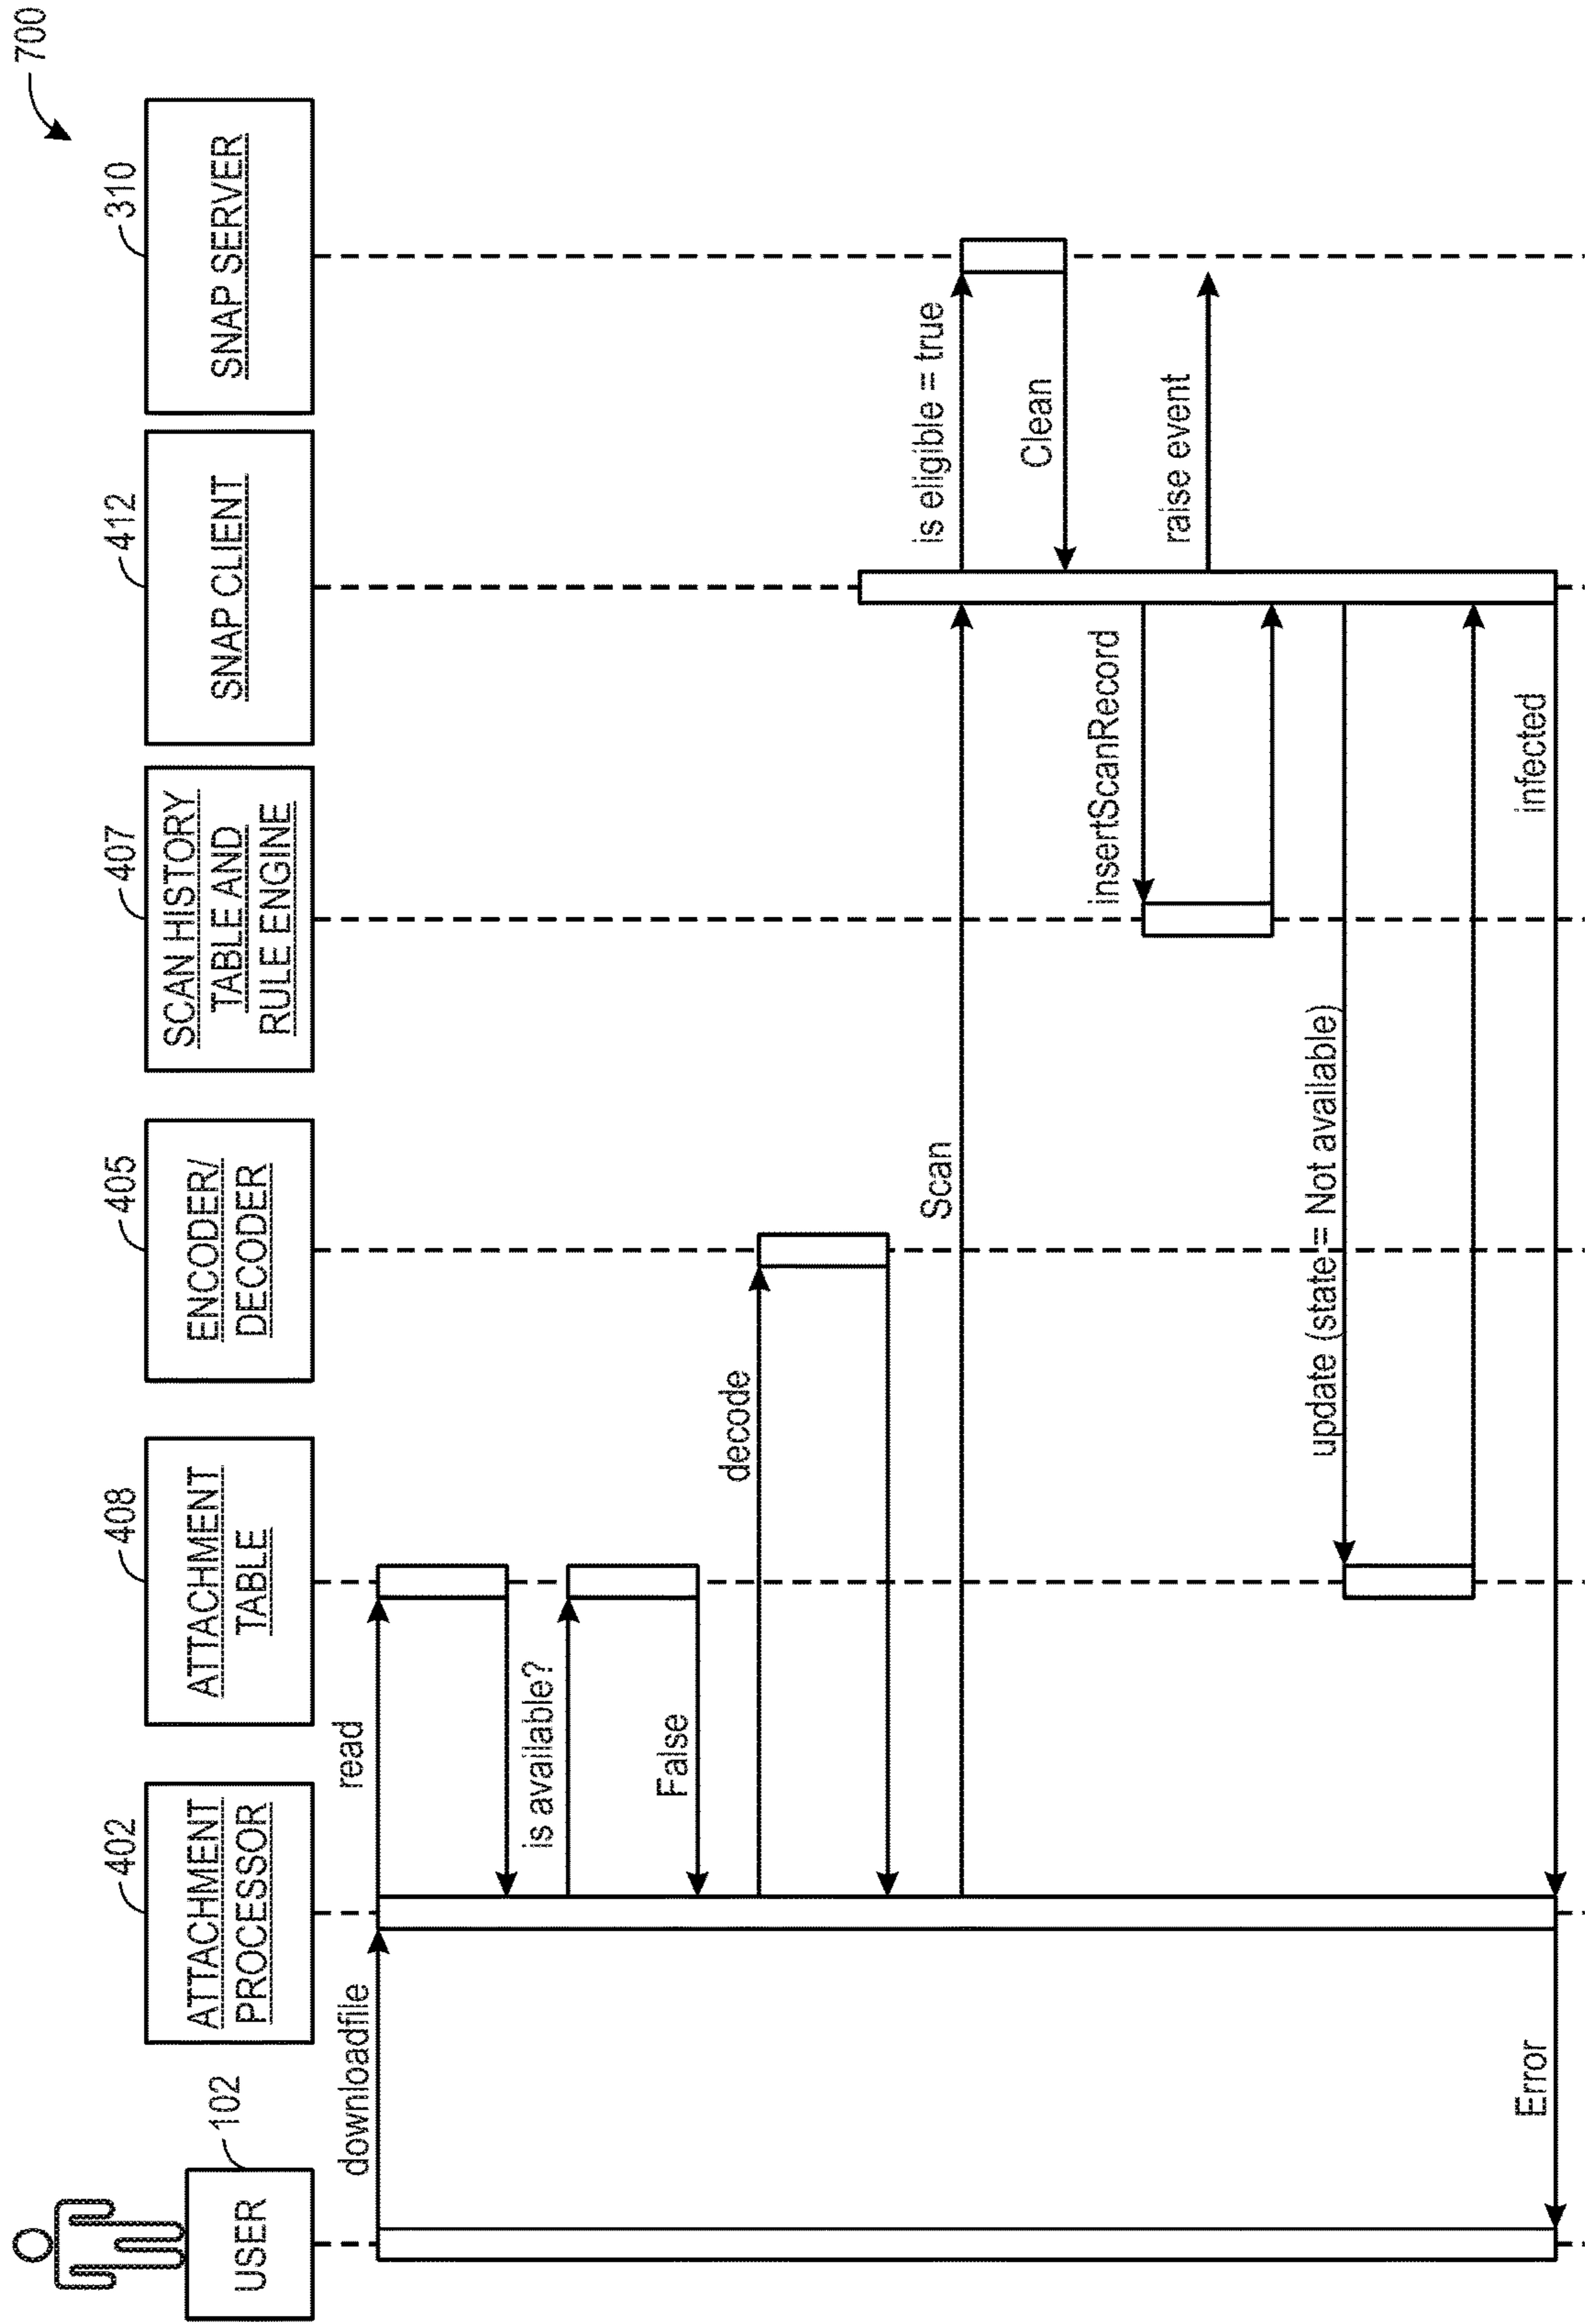 700
102
402
408
405
407
412
310
USER
ATTACHMENT
PROCESSOR
ATTACHMENT
TABLE
ENCODER/
DECODER
SCAN HISTORY
TABLE AND
RULE ENGINE
SNAP CLIENT
SNAP SERVER
downloadfile
read
is available?
False
decode
Scan
is eligible = true
Clean
insertScanRecord
raise event
update (state = Not available)
infected
Error